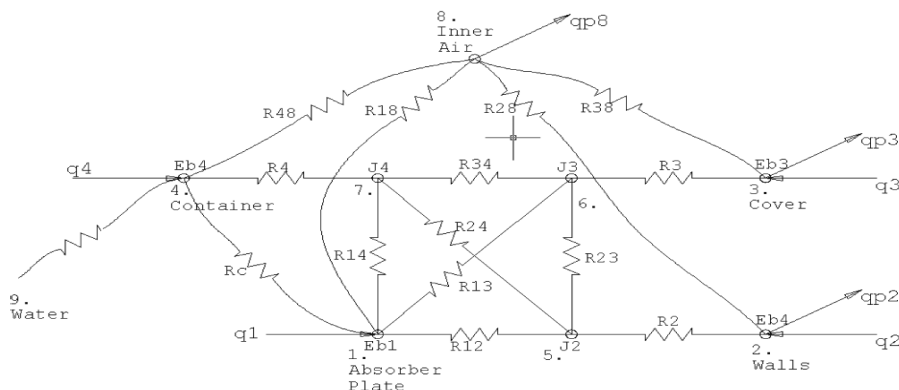 8.
Inner
Air
qp8
R48
R18
R28
R38
q4
Eb4
R4
J4
R34
J3
R3
Eb3
qp3
q3
4.
Container
7.
6.
3.
Cover
R24
Rc
R14
R13
R23
9.
Water
qp2
q1
Eb1
R12
J2
R2
Eb4
q2
1.
Absorber
Plate
5.
2.
Walls